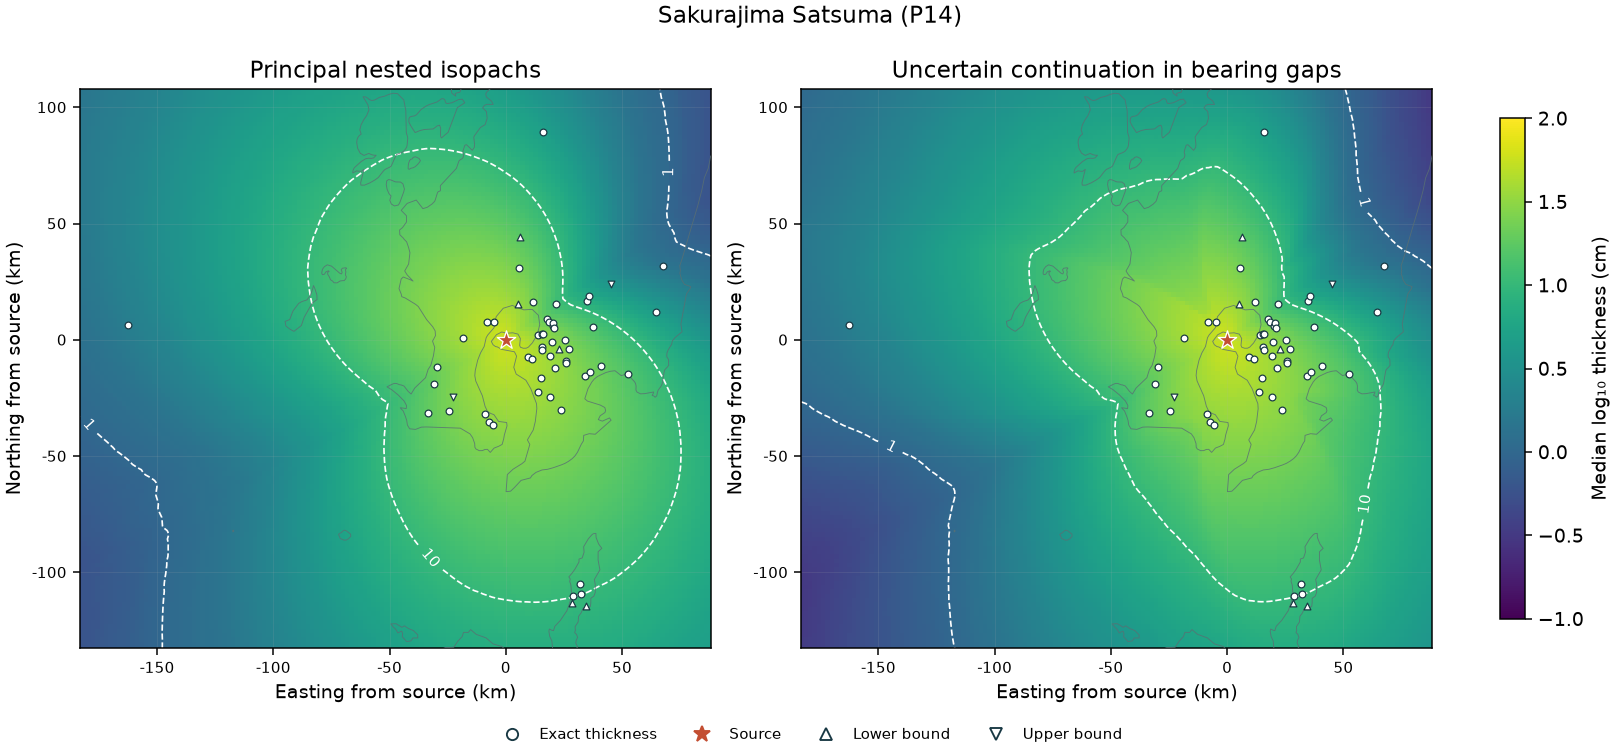 Sakurajima Satsuma (P14)
Principal nested isopachs
Uncertain continuation in bearing gaps
100
50
0
-50
-100
-150
-100
-50
0
50
Easting from source (km)
Northing from source (km)
1
1
10
100
50
0
-50
-100
-150
-100
-50
0
50
Easting from source (km)
Northing from source (km)
1
1
10
2.0
1.5
1.0
0.5
0.0
−0.5
−1.0
Median log₁₀ thickness (cm)
Exact thickness
Source
Lower bound
Upper bound